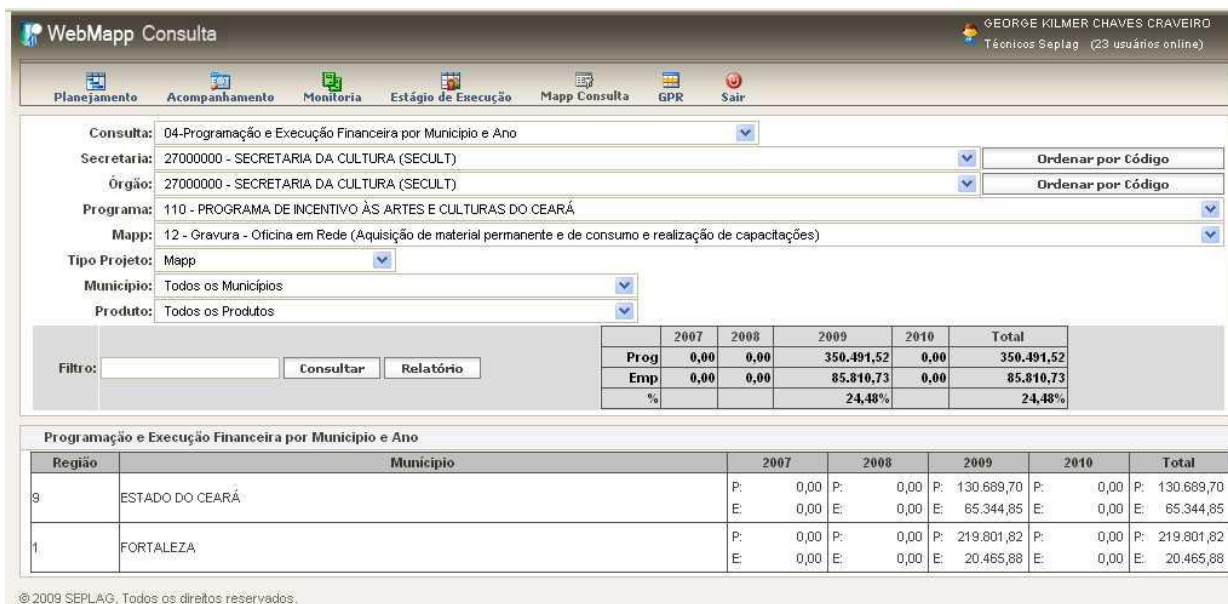 WebMapp Consulta
GEORGE KILMER CHAVES CRAVEIRO
Técnicos Seplag (23 usuários online)
Planejamento Acompanhamento Monitoria Estágio de Execução Mapp Consulta GPR Sair
Consulta: 04-Programação e Execução Financeira por Municipio e Ano
Secretaria: 27000000 - SECRETARIA DA CULTURA (SECULT) Ordenar por Código
Órgão: 27000000 - SECRETARIA DA CULTURA (SECULT) Ordenar por Código
Programa: 110 - PROGRAMA DE INCENTIVO ÀS ARTES E CULTURAS DO CEARÁ
Mapp: 12 - Gravura - Oficina em Rede (Aquisição de material permanente e de consumo e realização de capacitações)
Tipo Projeto: Mapp
Município: Todos os Municípios
Produto: Todos os Produtos
Filtro: Consultar Relatório
2007 2008 2009 2010 Total
Prog 0,00 0,00 350.491,52 0,00 350.491,52
Emp 0,00 0,00 85.810,73 0,00 85.810,73
% 24,48% 24,48%
Programação e Execução Financeira por Municipio e Ano
Região Município 2007 2008 2009 2010 Total
9 ESTADO DO CEARÁ P: 0,00 P: 0,00 P: 130.689,70 P: 0,00 P: 130.689,70
E: 0,00 E: 0,00 E: 65.344,85 E: 0,00 E: 65.344,85
1 FORTALEZA P: 0,00 P: 0,00 P: 219.801,82 P: 0,00 P: 219.801,82
E: 0,00 E: 0,00 E: 20.465,88 E: 0,00 E: 20.465,88
© 2009 SEPLAG. Todos os direitos reservados.